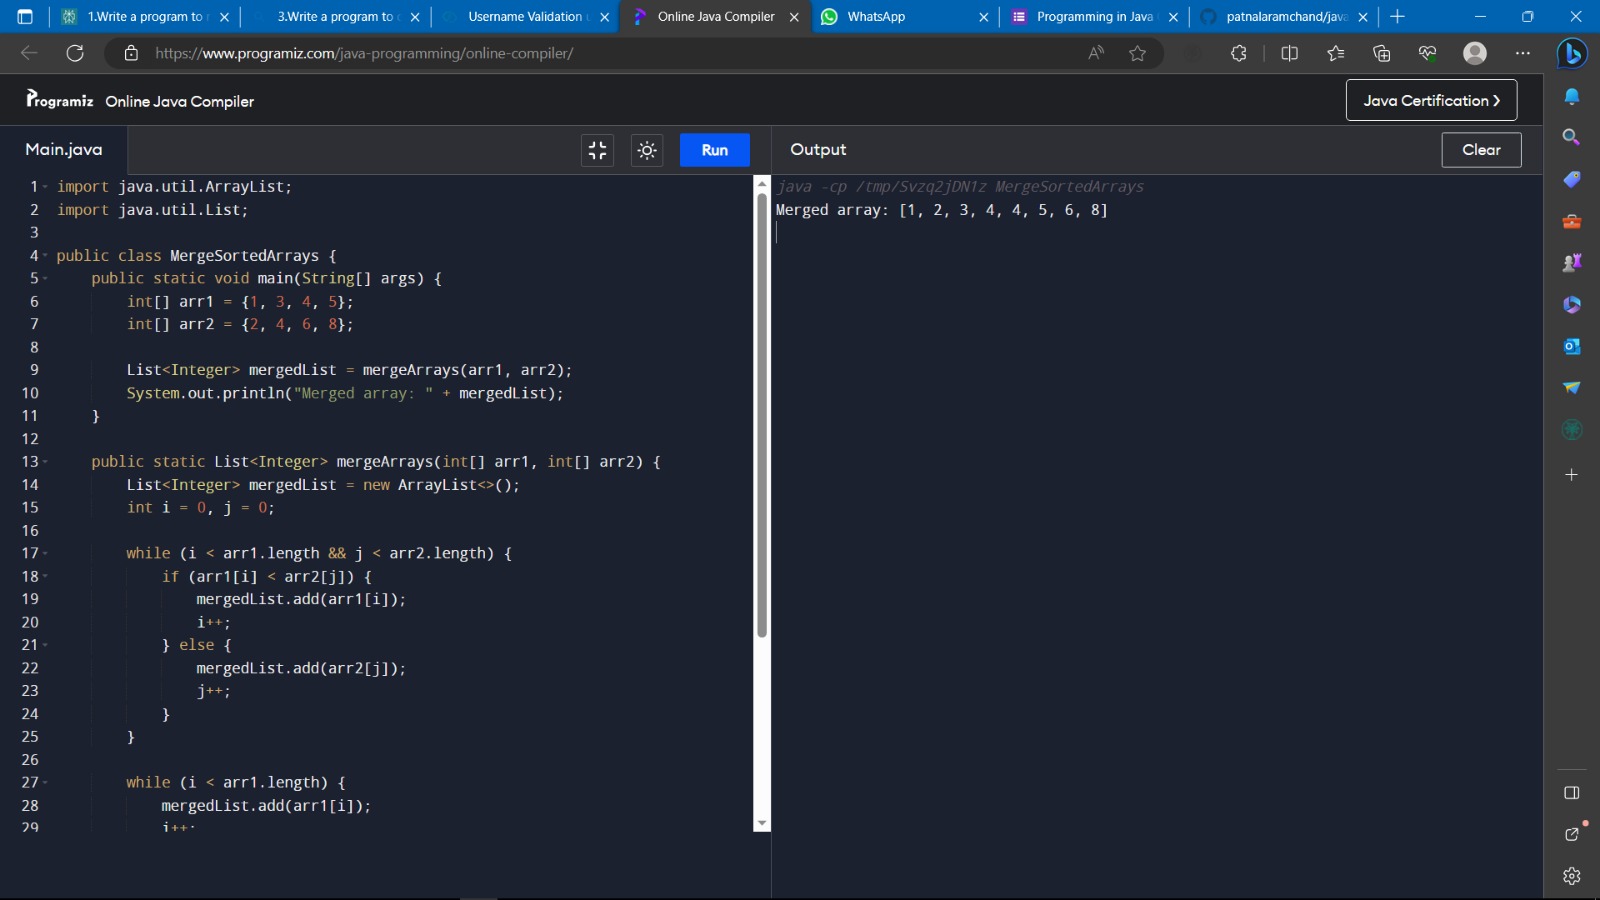 1.Write a program to
3.Write a program to
Username Validation
Online Java Compiler
WhatsApp
Programming in Java
patnalaramchand/java
https://www.programiz.com/java-programming/online-compiler/
Programiz Online Java Compiler
Java Certification >
Main.java
Run
Output
Clear
1 import java.util.ArrayList;
2 import java.util.List;
3
4 public class MergeSortedArrays {
5 public static void main(String[] args) {
6 int[] arr1 = {1, 3, 4, 5};
7 int[] arr2 = {2, 4, 6, 8};
8
9 List<Integer> mergedList = mergeArrays(arr1, arr2);
10 System.out.println("Merged array: " + mergedList);
11 }
12
13 public static List<Integer> mergeArrays(int[] arr1, int[] arr2) {
14 List<Integer> mergedList = new ArrayList<>();
15 int i = 0, j = 0;
16
17 while (i < arr1.length && j < arr2.length) {
18 if (arr1[i] < arr2[j]) {
19 mergedList.add(arr1[i]);
20 i++;
21 } else {
22 mergedList.add(arr2[j]);
23 j++;
24 }
25 }
26
27 while (i < arr1.length) {
28 mergedList.add(arr1[i]);
29 i++;
java -cp /tmp/Svzq2jDN1z MergeSortedArrays
Merged array: [1, 2, 3, 4, 4, 5, 6, 8]